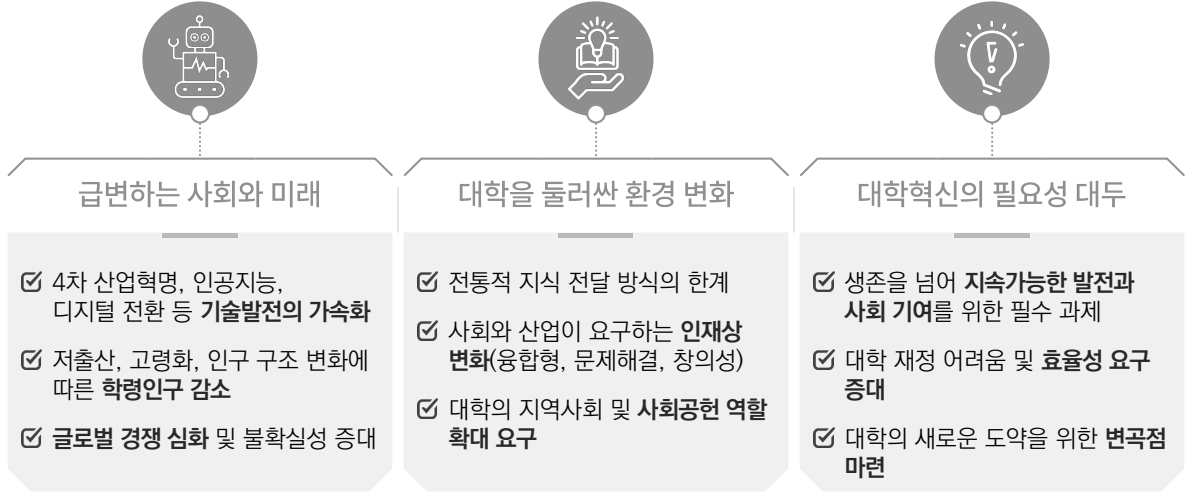 급변하는 사회와 미래
4차 산업혁명, 인공지능,
디지털 전환 등 기술발전의 가속화
저출산, 고령화, 인구 구조 변화에
따른 학령인구 감소
글로벌 경쟁 심화 및 불확실성 증대
대학을 둘러싼 환경 변화
전통적 지식 전달 방식의 한계
사회와 산업이 요구하는 인재상
변화(융합형, 문제해결, 창의성)
대학의 지역사회 및 사회공헌 역할
확대 요구
대학혁신의 필요성 대두
생존을 넘어 지속가능한 발전과
사회 기여를 위한 필수 과제
대학 재정 어려움 및 효율성 요구
증대
대학의 새로운 도약을 위한 변곡점
마련